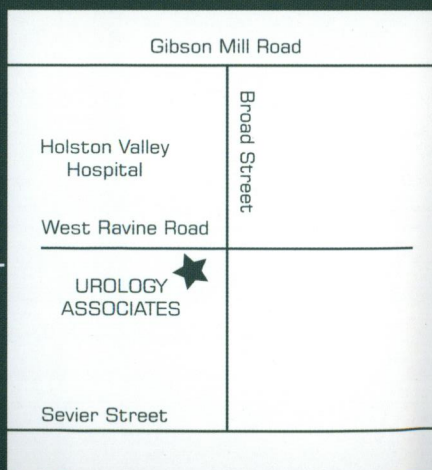 Gibson Mill Road
Broad Street
Holston Valley
Hospital
West Ravine Road
UROLOGY
ASSOCIATES
Sevier Street